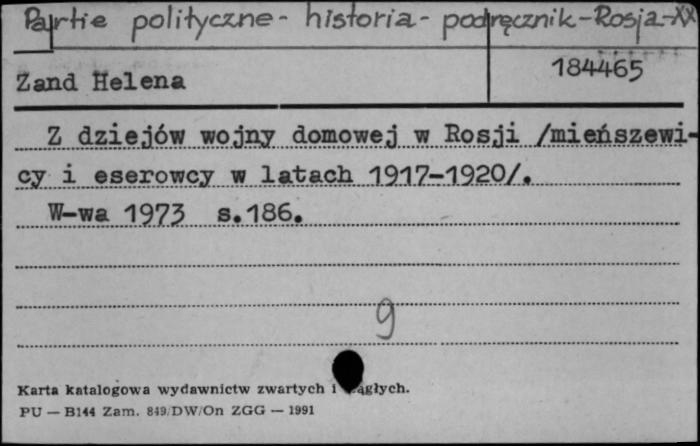 Partie polityczne - historia - podręcznik - Rosja - XX
Zand Helena
184465
Z dziejów wojny domowej w Rosji /mieńszewi-
cy i eserowcy w latach 1917-1920/.
W-wa 1973 s.186.
9
Karta katalogowa wydawnictw zwartych i
PU — B144 Zam. 849/DW/On ZGG — 1991